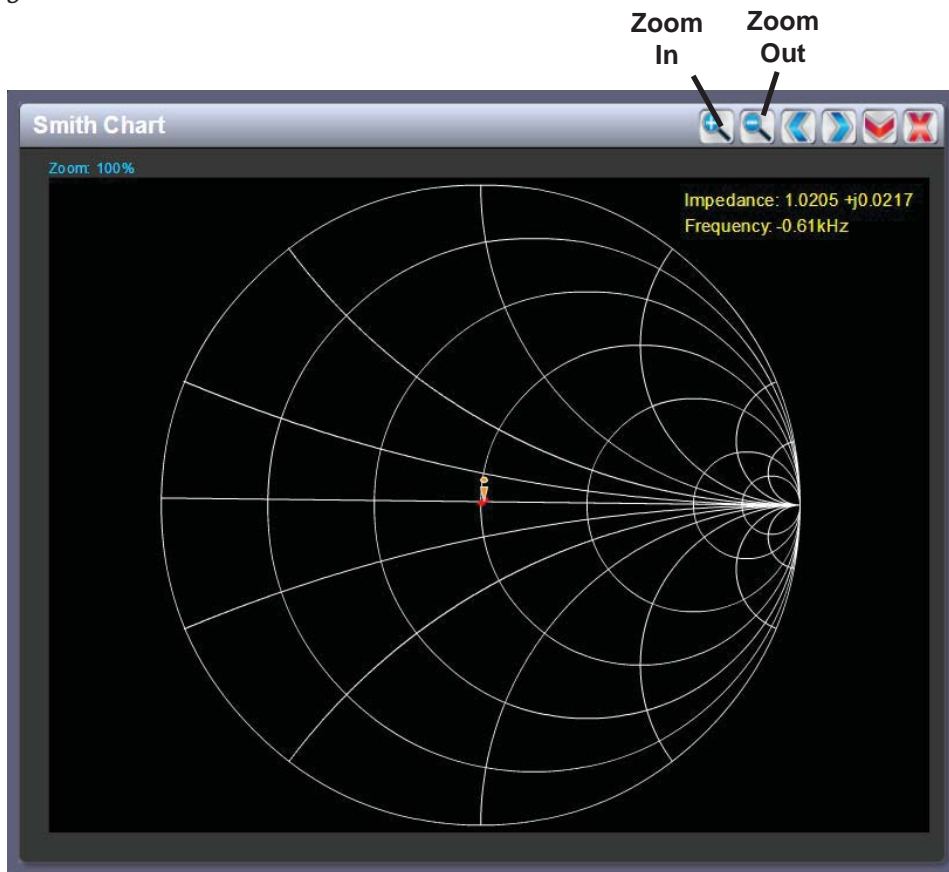 Zoom In
Zoom Out
Smith Chart
Zoom: 100%
Impedance: 1.0205 +j0.0217
Frequency: -0.61kHz